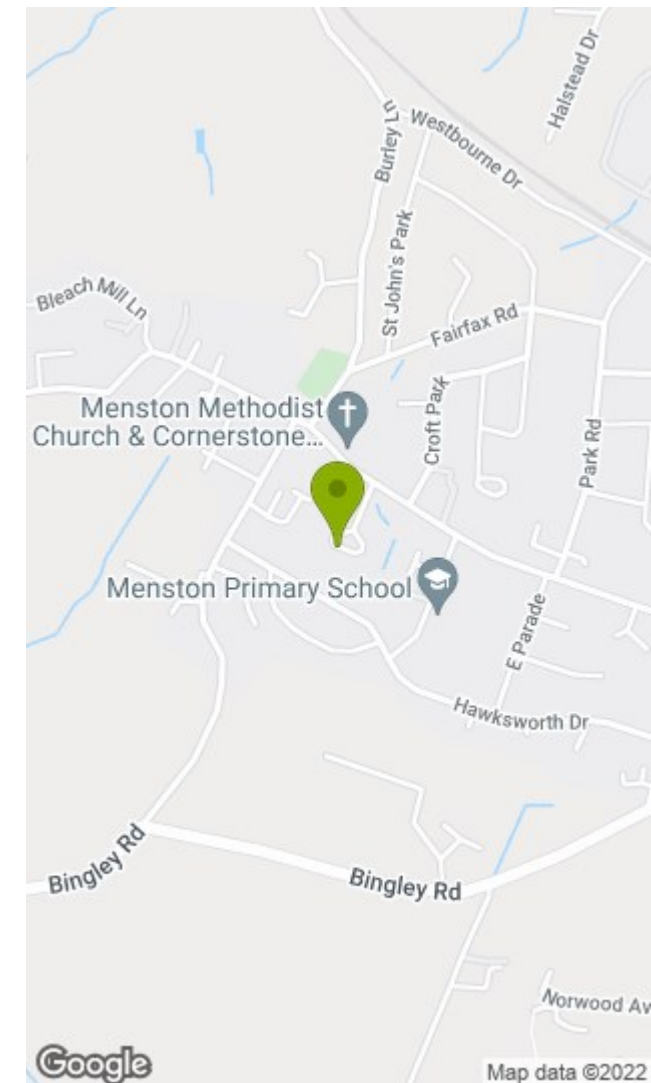 Halstead Dr
Westbourne Dr
Burley Ln
St John's Park
Bleach Mill Ln
Fairfax Rd
Menston Methodist
Church & Cornerstone...
Croft Park
Park Rd
Menston Primary School
E Parade
Hawksworth Dr
Bingley Rd
Bingley Rd
Norwood Av
Google
Map data ©2022